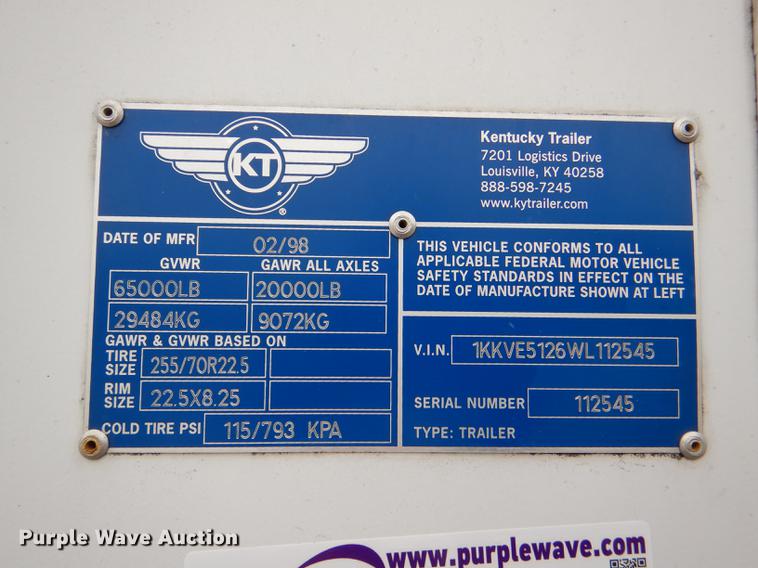 KT
®
Kentucky Trailer
7201 Logistics Drive
Louisville, KY 40258
888-598-7245
www.kytrailer.com
DATE OF MFR 02/98
GVWR GAWR ALL AXLES
65000LB 20000LB
29484KG 9072KG
GAWR & GVWR BASED ON
TIRE SIZE 255/70R22.5
RIM SIZE 22.5X8.25
COLD TIRE PSI 115/793 KPA
THIS VEHICLE CONFORMS TO ALL
APPLICABLE FEDERAL MOTOR VEHICLE
SAFETY STANDARDS IN EFFECT ON THE
DATE OF MANUFACTURE SHOWN AT LEFT
V.I.N. 1KKVE5126WL112545
SERIAL NUMBER 112545
TYPE: TRAILER
Purple Wave Auction
www.purplewave.com